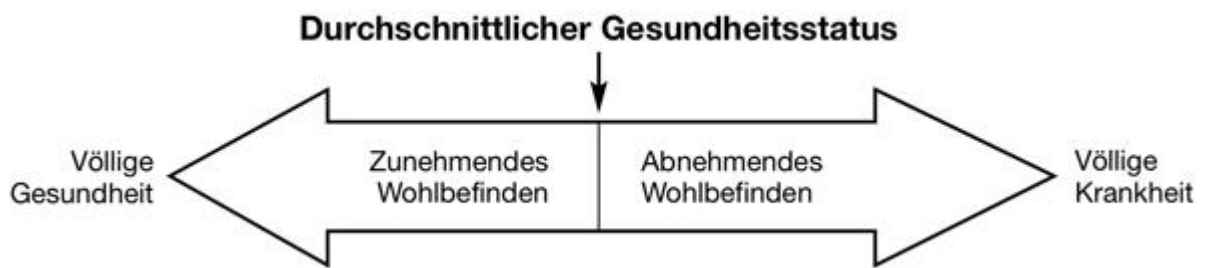 Durchschnittlicher Gesundheitsstatus
Völlige
Gesundheit
Zunehmendes
Wohlbefinden
Abnehmendes
Wohlbefinden
Völlige
Krankheit